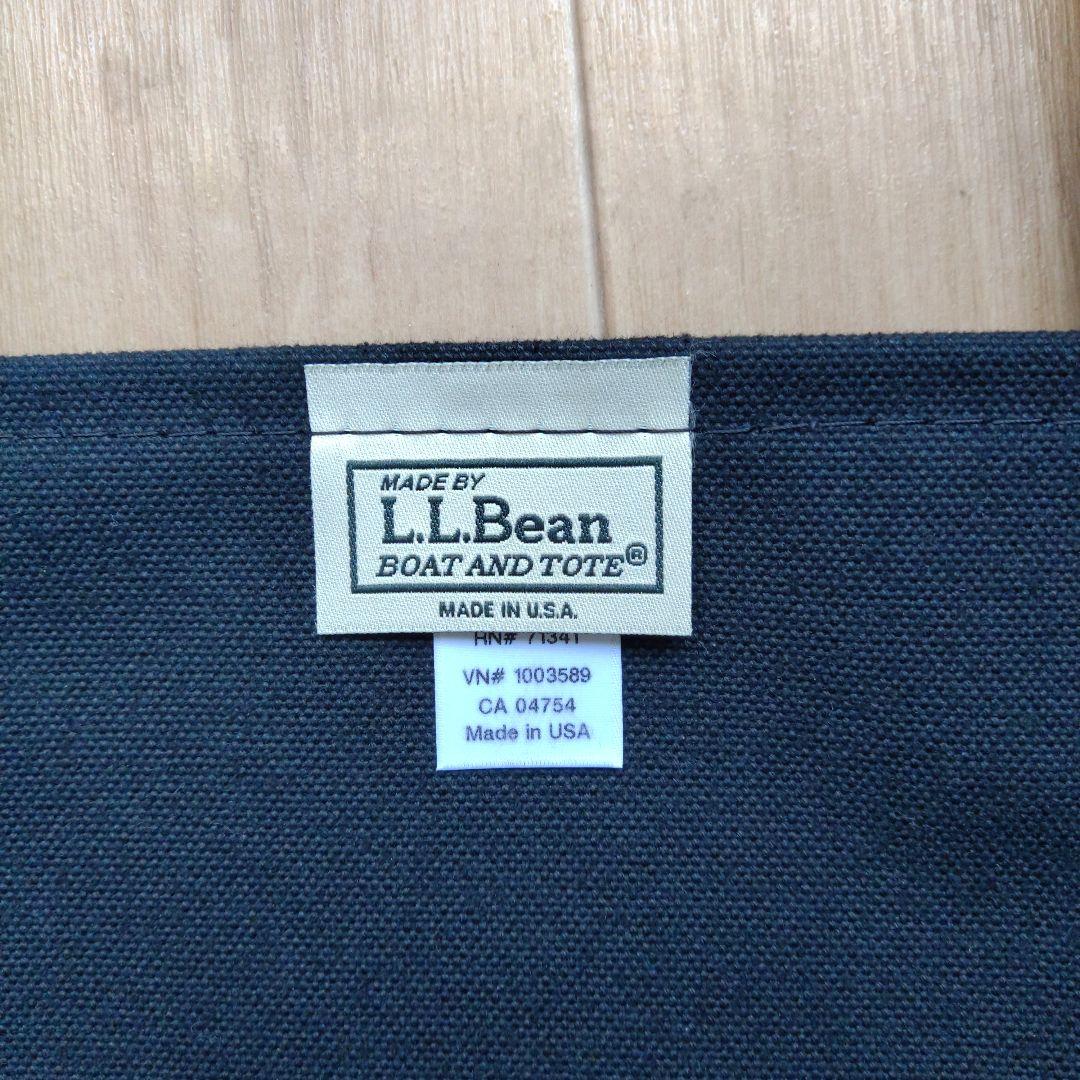 MADE BY
L.L.Bean
BOAT AND TOTE®
MADE IN U.S.A.
RN# 71341
VN# 1003589
CA 04754
Made in USA